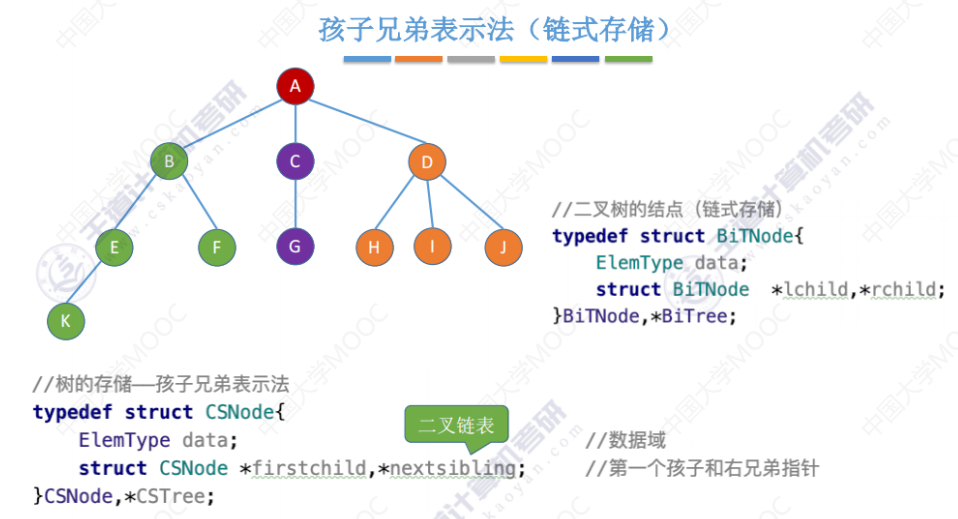 孩子兄弟表示法（链式存储）
A
B
C
D
E
F
G
H
I
J
K
//二叉树的结点（链式存储）
typedef struct BiTNode{
ElemType data;
struct BiTNode *lchild,*rchild;
}BiTNode,*BiTree;
//树的存储——孩子兄弟表示法
typedef struct CSNode{
二叉链表
ElemType data; //数据域
struct CSNode *firstchild,*nextsibling; //第一个孩子和右兄弟指针
}CSNode,*CSTree;
中国大学MOOC
王道计算机考研
www.cskaoyan.com